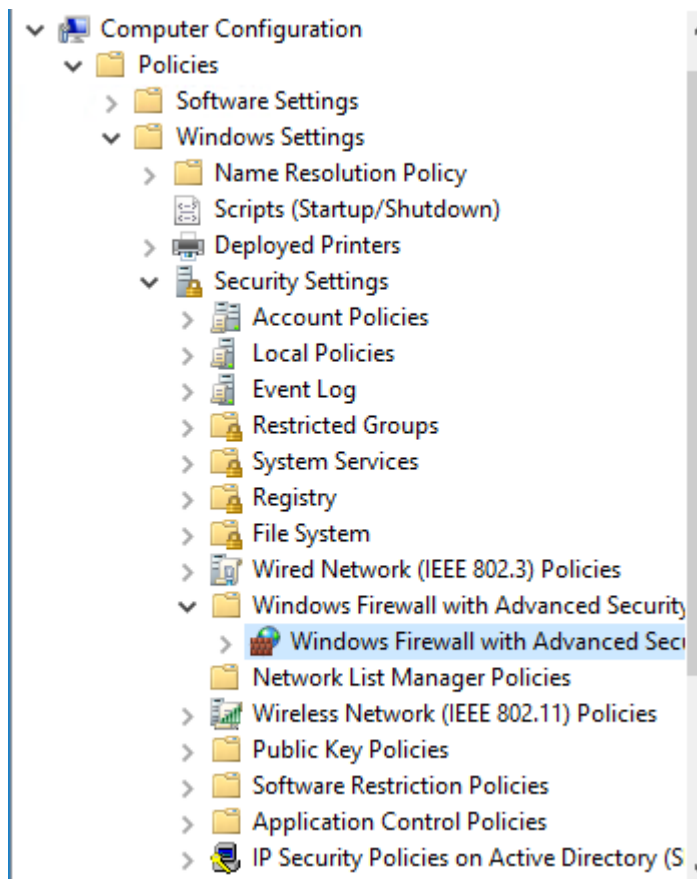 Computer Configuration
Policies
Software Settings
Windows Settings
Name Resolution Policy
Scripts (Startup/Shutdown)
Deployed Printers
Security Settings
Account Policies
Local Policies
Event Log
Restricted Groups
System Services
Registry
File System
Wired Network (IEEE 802.3) Policies
Windows Firewall with Advanced Security
Windows Firewall with Advanced Secu
Network List Manager Policies
Wireless Network (IEEE 802.11) Policies
Public Key Policies
Software Restriction Policies
Application Control Policies
IP Security Policies on Active Directory (S